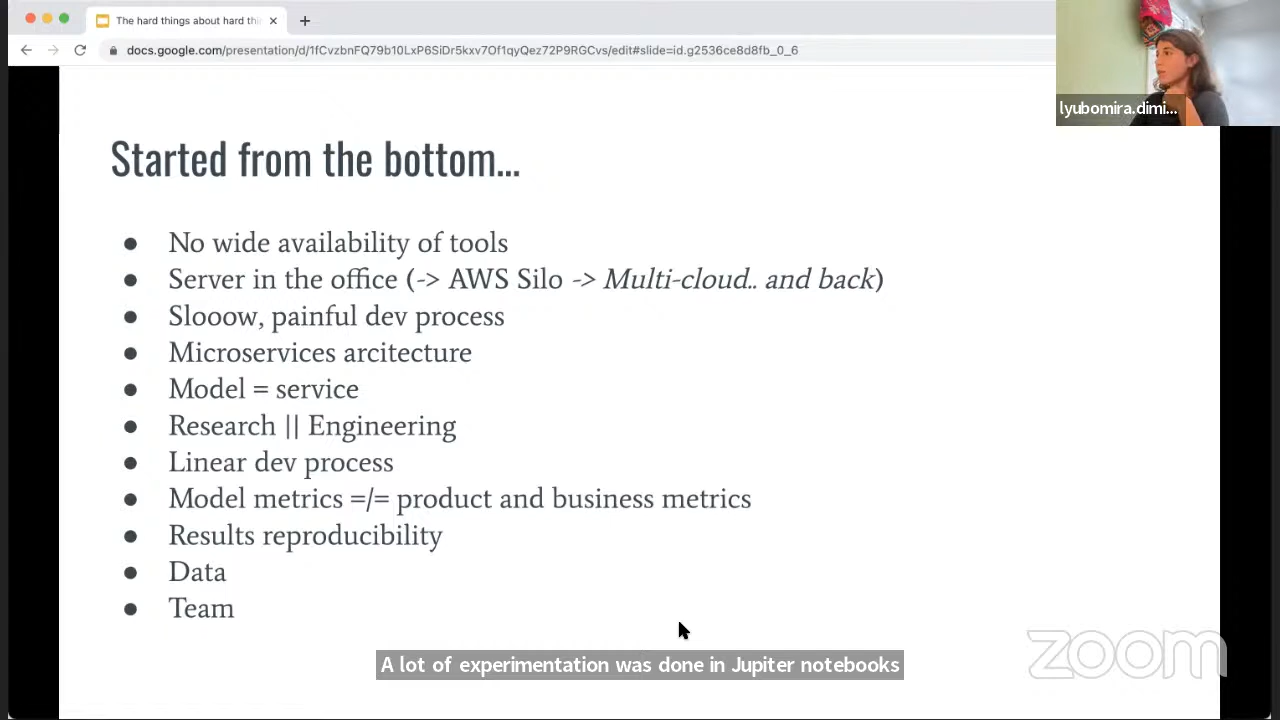 The hard things about hard thi
docs.google.com/presentation/d/1fCvzbnFQ79b10LxP6SiDr5kxv7Of1qyQez72P9RGCvs/edit#slide=id.g2536ce8d8fb_0_6
lyubomira.dimi...
Started from the bottom...
● No wide availability of tools
● Server in the office (-> AWS Silo -> Multi-cloud.. and back)
● Slooow, painful dev process
● Microservices arcitecture
● Model = service
● Research || Engineering
● Linear dev process
● Model metrics =/= product and business metrics
● Results reproducibility
● Data
● Team
A lot of experimentation was done in Jupiter notebooks
zoom